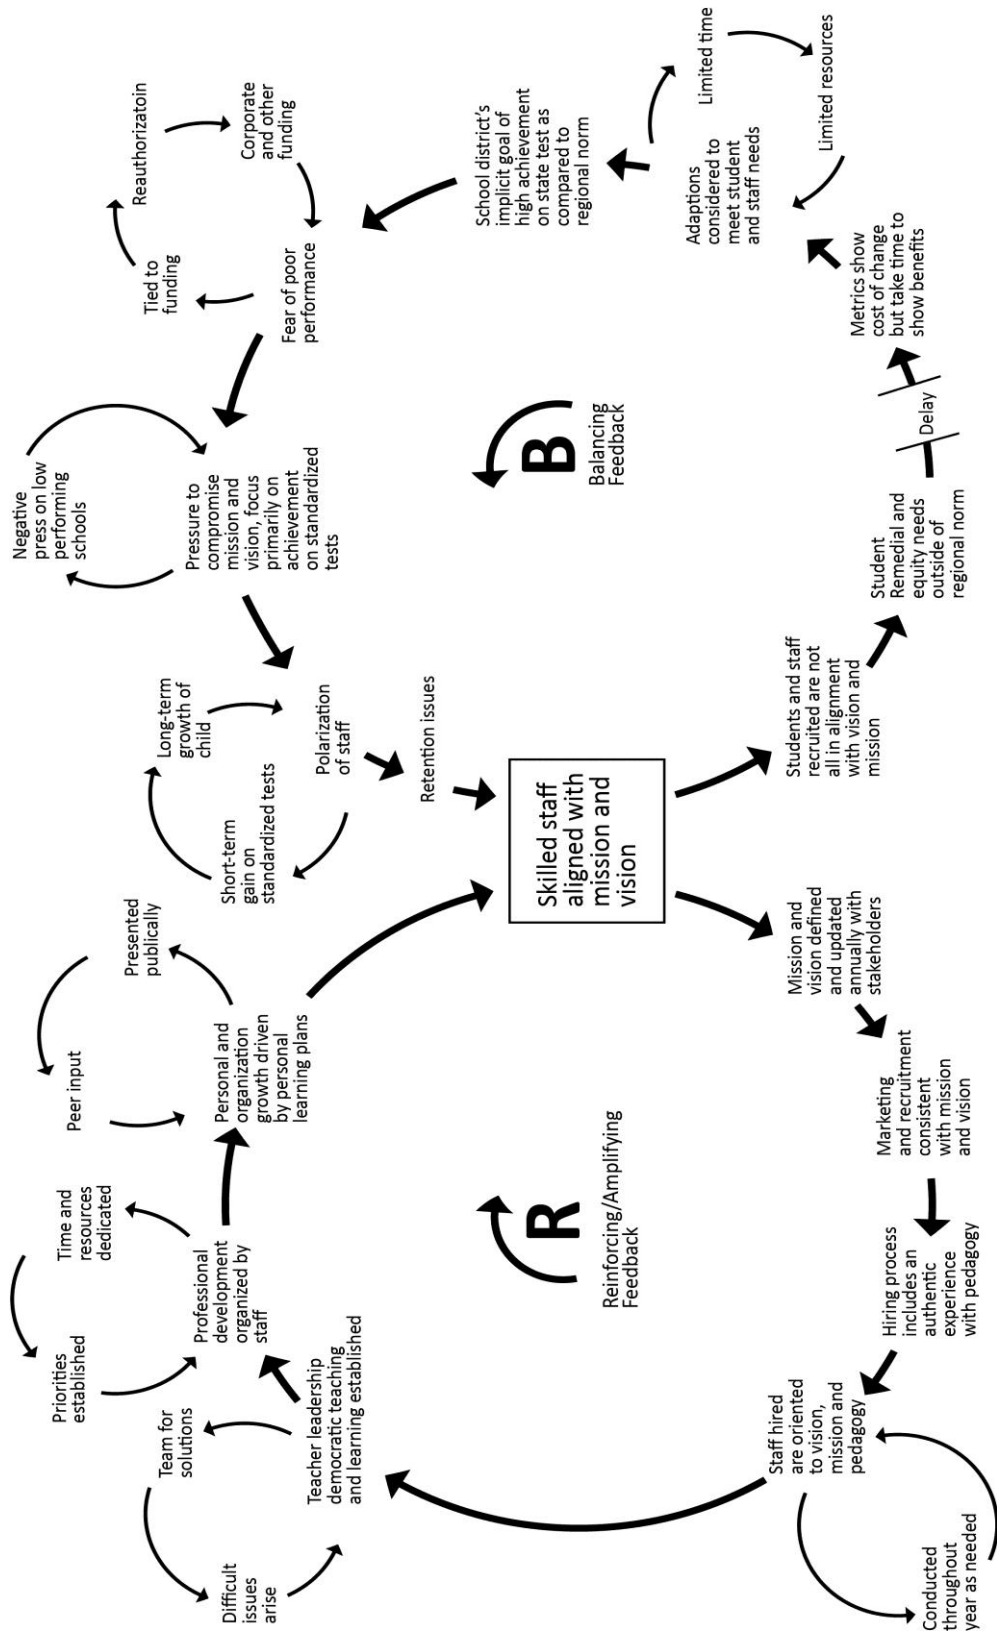 Difficult
issues
arise
Team for
solutions
Priorities
established
Time and
resources
dedicated
Peer input
Presented
publically
Teacher leadership
democratic teaching
and learning established
Professional
development
organized by
staff
Personal and
organization
growth driven
by personal
learning plans
Short-term
gain on
standardized tests
Long-term
growth of
child
Polarization
of staff
Retention issues
Negative
press on low
performing
schools
Pressure to
compromise
mission and
vision, focus
primarily on
achievement
on standardized
tests
Tied to
funding
Reauthorizatoin
Corporate
and other
funding
Fear of poor
performance
R
Reinforcing/Amplifying
Feedback
Skilled staff
aligned with
mission and
vision
B
Balancing
Feedback
School district's
implicit goal of
high achievement
on state test as
compared to
regional norm
Conducted
throughout
year as needed
Staff hired
are oriented
to vision,
mission and
pedagogy
Hiring process
includes an
authentic
experience
with pedagogy
Marketing
and recruitment
consistent
with mission
and vision
Mission and
vision defined
and updated
annually with
stakeholders
Students and staff
recruited are not
all in alignment
with vision and
mission
Student
Remedial and
equity needs
outside of
regional norm
Delay
Metrics show
cost of change
but take time to
show benefits
Adaptions
considered to
meet student
and staff needs
Limited time
Limited resources